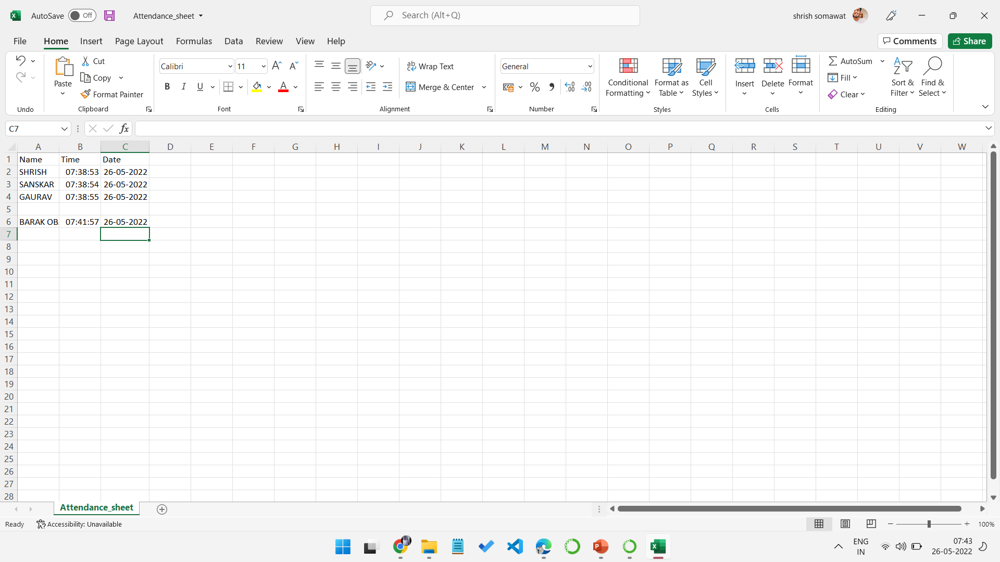 AutoSave Off Attendance_sheet Search (Alt+Q) shrish somawat
File Home Insert Page Layout Formulas Data Review View Help Comments Share
Cut
Copy
Format Painter
Paste
Undo
Clipboard
Calibri 11
B I U A
Font
Wrap Text
Merge & Center
Alignment
General
Number
Conditional Formatting
Format as Table
Cell Styles
Styles
Insert Delete Format
Cells
AutoSum
Fill
Clear
Sort & Filter
Find & Select
Editing
C7 fx
A B C D E F G H I J K L M N O P Q R S T U V W
1 Name Time Date
2 SHRISH 07:38:53 26-05-2022
3 SANSKAR 07:38:54 26-05-2022
4 GAURAV 07:38:55 26-05-2022
5
6 BARAK OB 07:41:57 26-05-2022
7
8
9
10
11
12
13
14
15
16
17
18
19
20
21
22
23
24
25
26
27
28
Attendance_sheet
Ready Accessibility: Unavailable 100%
ENG 07:43
IN 26-05-2022